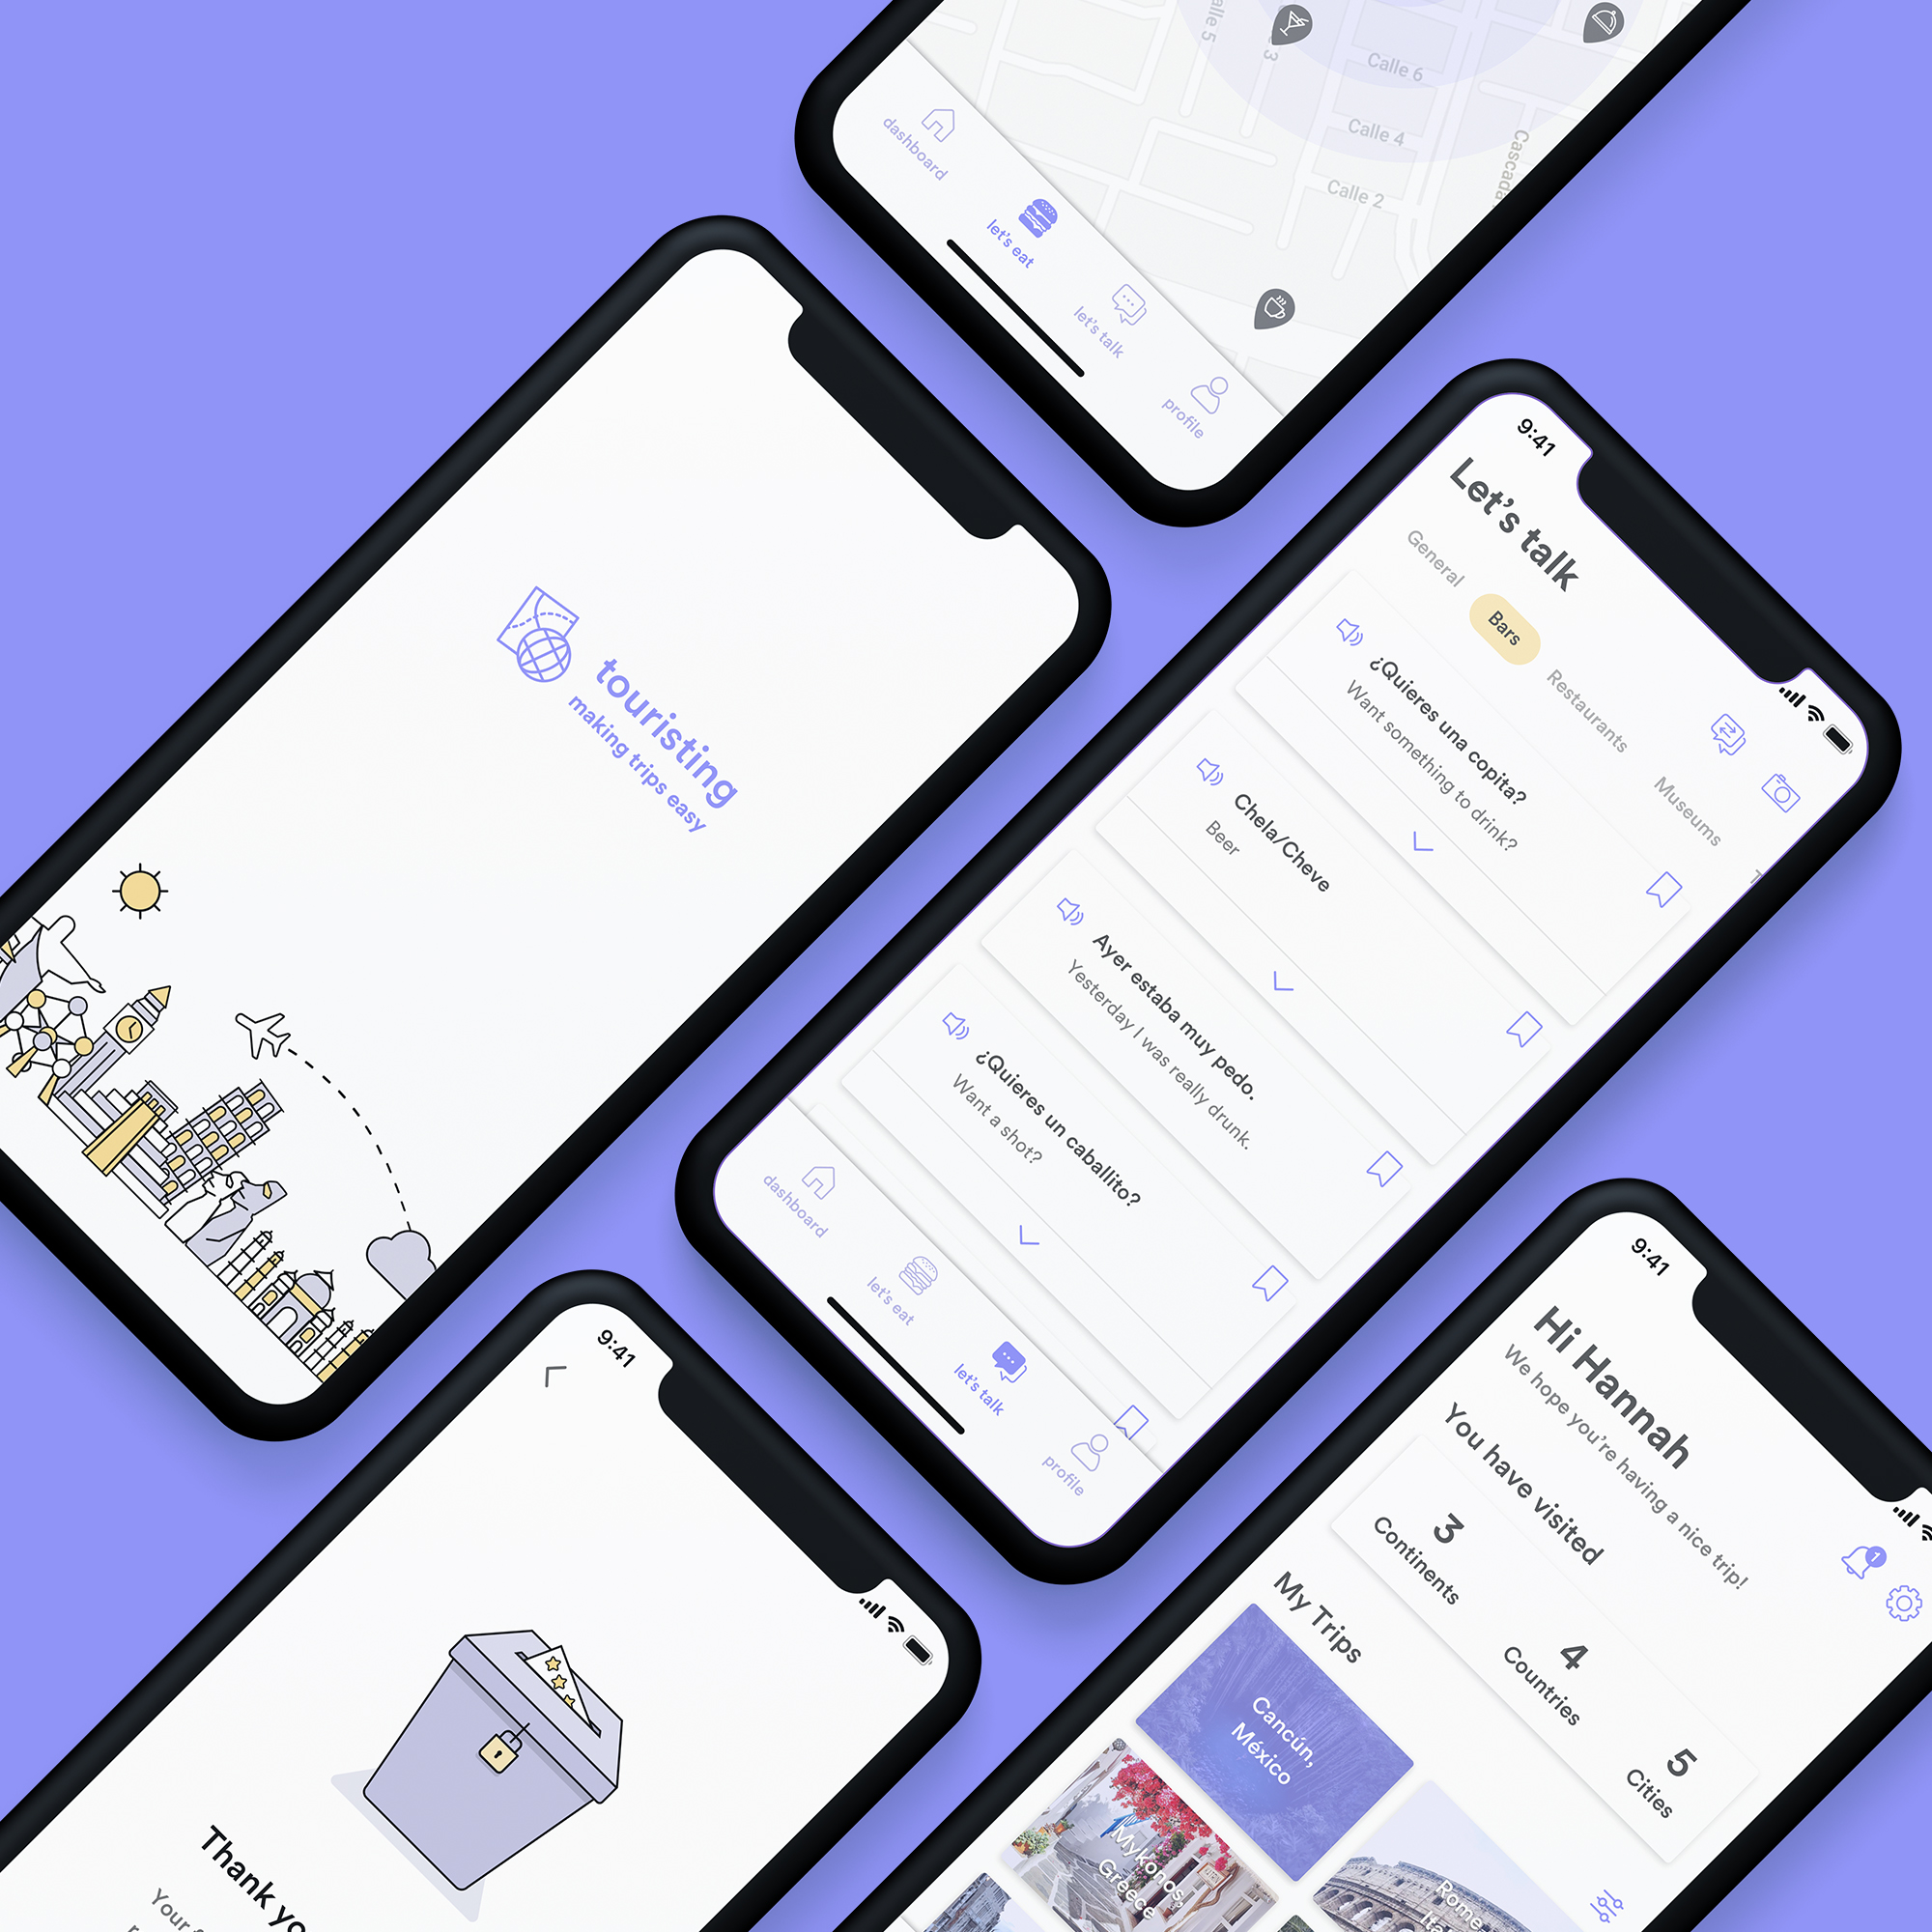 Calle 5
3
Calle 6
Calle 4
Calle 2
Cascada
dashboard
let's eat
let's talk
profile
touristing
making trips easy
9:41
Let's talk
General
Bars
Restaurants
Museums
T
¿Quieres una copita?
Want something to drink?
Chela/Cheve
Beer
Ayer estaba muy pedo.
Yesterday I was really drunk.
¿Quieres un caballito?
Want a shot?
dashboard
let's eat
let's talk
profile
9:41
Thank yo
Your
9:41
Hi Hannah
We hope you're having a nice trip!
1
You have visited
3
Continents
4
Countries
5
Cities
My Trips
Cancún,
México
Mykonos,
Greece
Rome